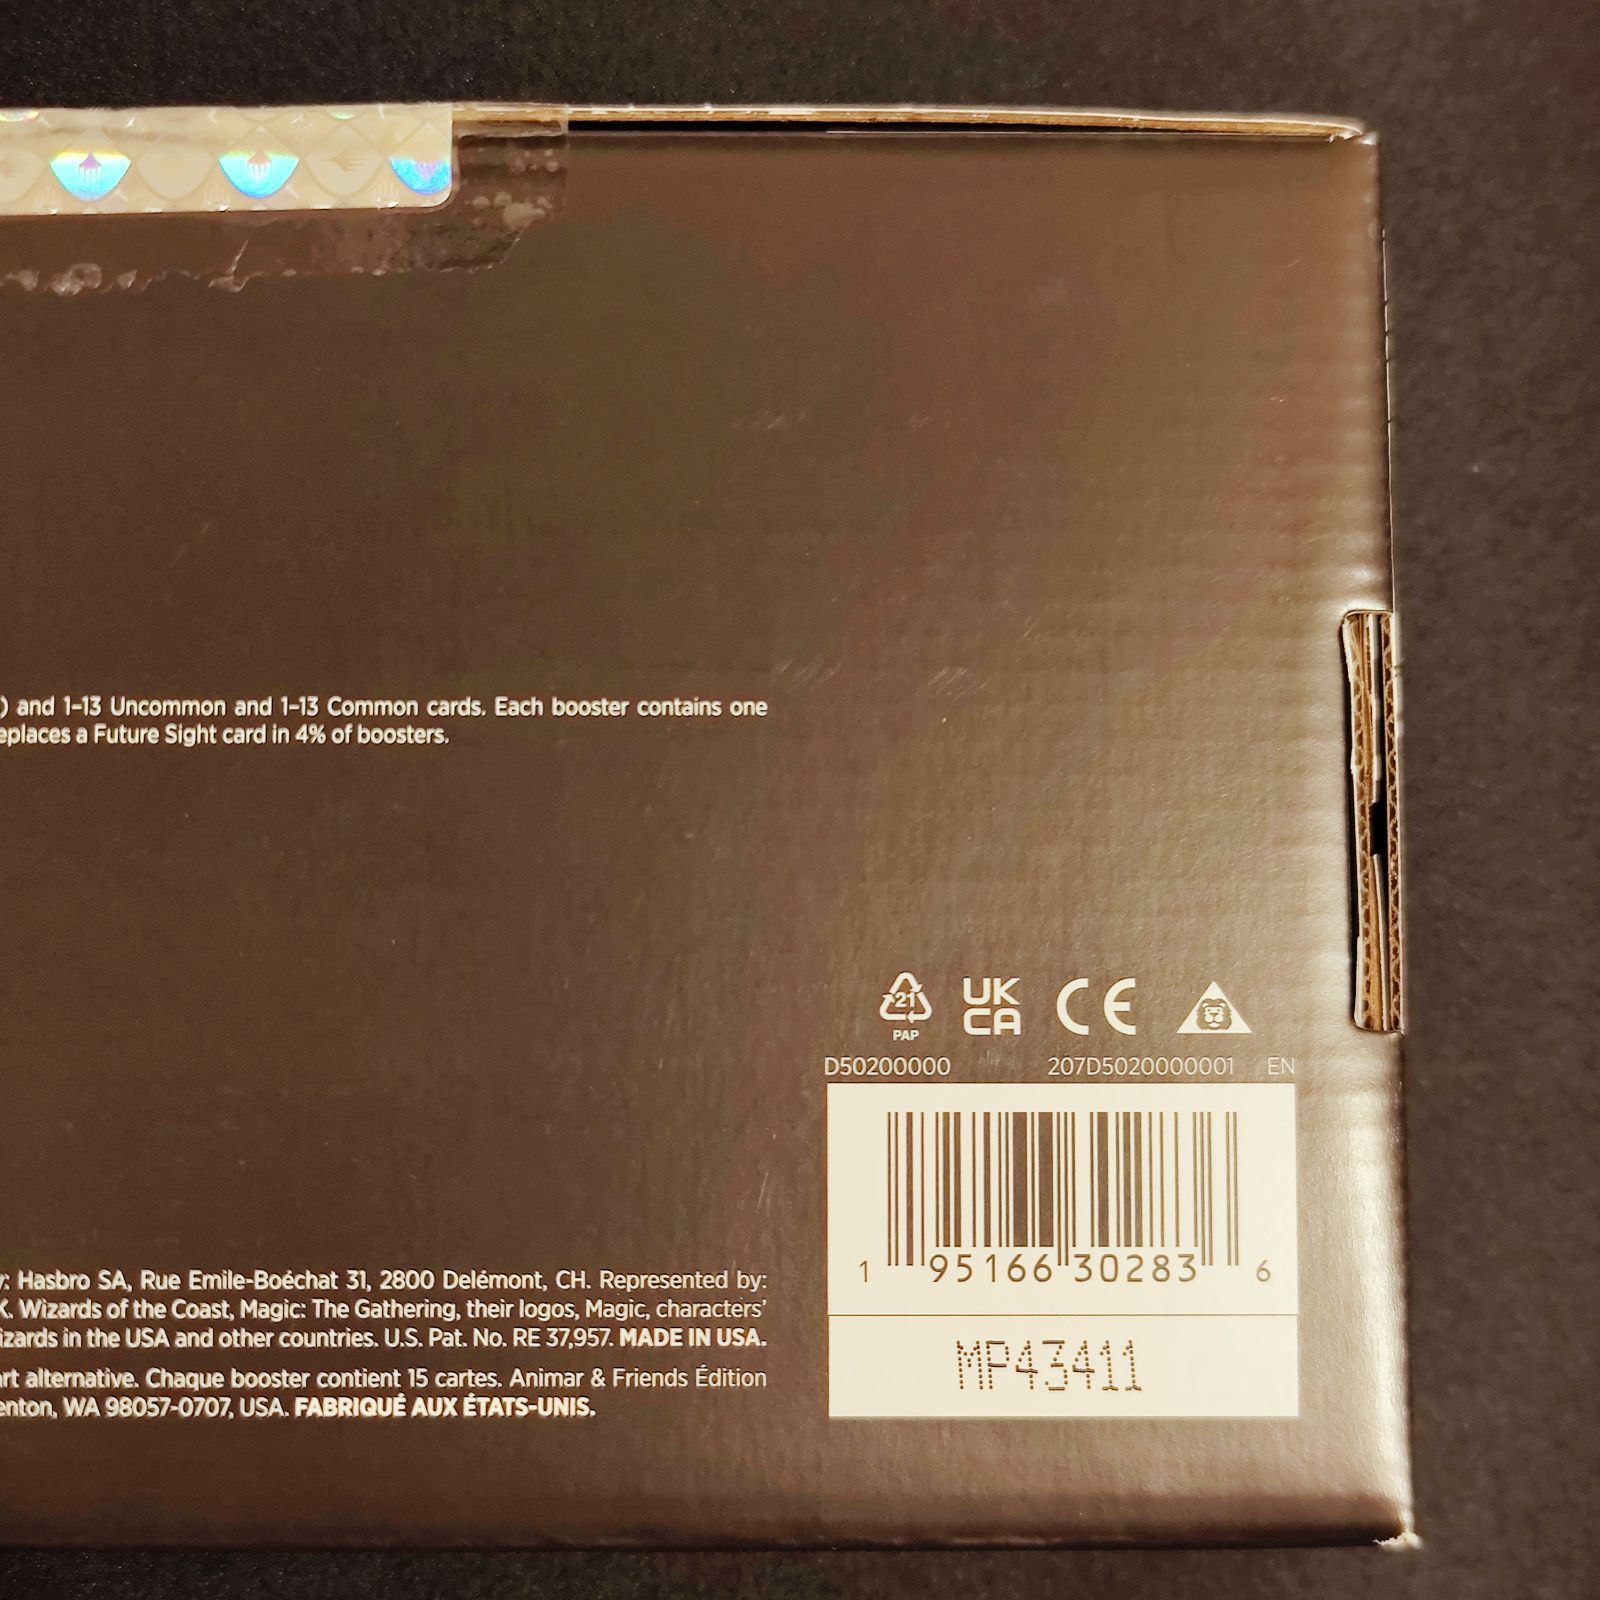 ) and 1–13 Uncommon and 1–13 Common cards. Each booster contains one
eplaces a Future Sight card in 4% of boosters.
21
PAP
UK
CA
CE
D50200000 207D5020000001 EN
1 95166 30283 6
MP43411
y: Hasbro SA, Rue Emile-Boéchat 31, 2800 Delémont, CH. Represented by:
K. Wizards of the Coast, Magic: The Gathering, their logos, Magic, characters’
izards in the USA and other countries. U.S. Pat. No. RE 37,957. MADE IN USA.
art alternative. Chaque booster contient 15 cartes. Animar & Friends Édition
enton, WA 98057-0707, USA. FABRIQUÉ AUX ÉTATS-UNIS.